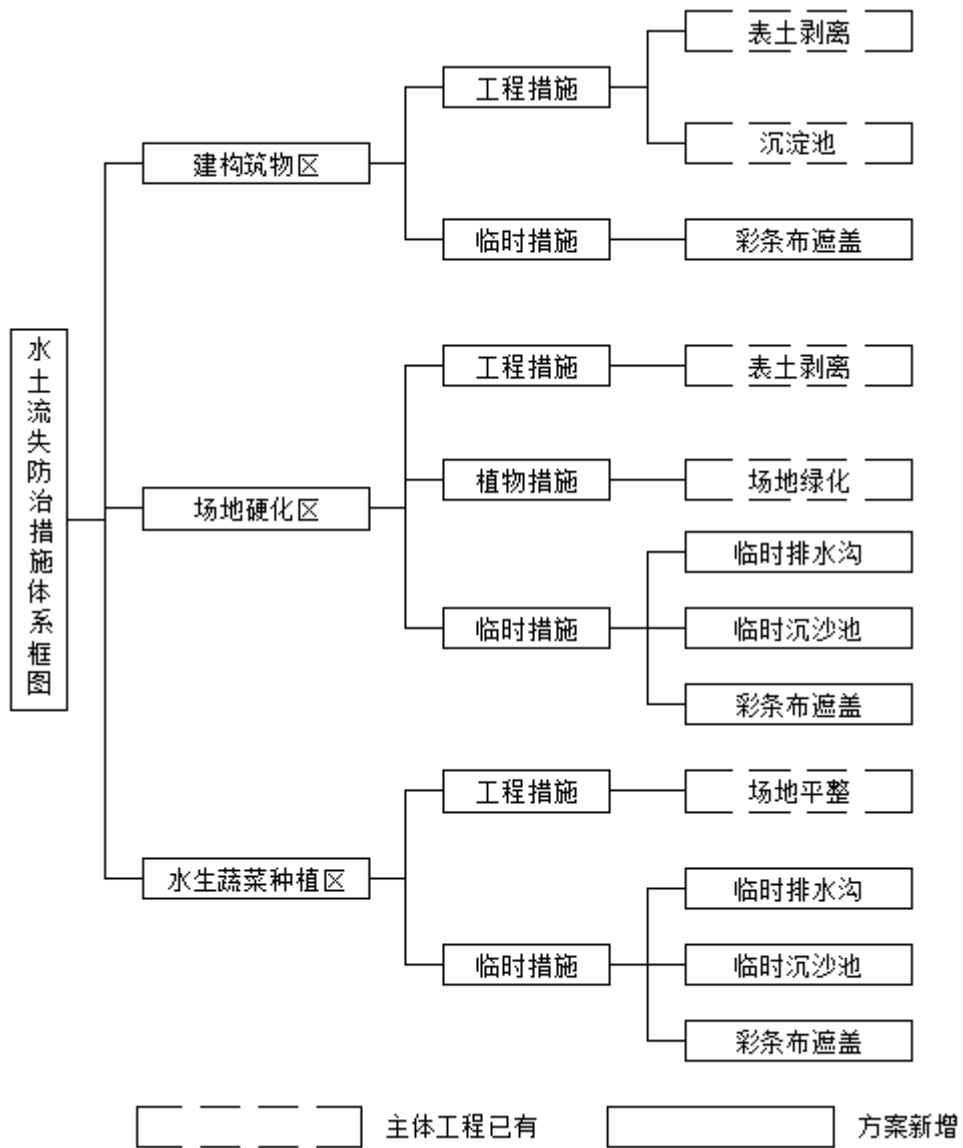 水土流失防治措施体系框图
建构筑物区
工程措施
表土剥离
沉淀池
临时措施
彩条布遮盖
场地硬化区
工程措施
表土剥离
植物措施
场地绿化
临时措施
临时排水沟
临时沉沙池
彩条布遮盖
水生蔬菜种植区
工程措施
场地平整
临时措施
临时排水沟
临时沉沙池
彩条布遮盖
主体工程已有
方案新增